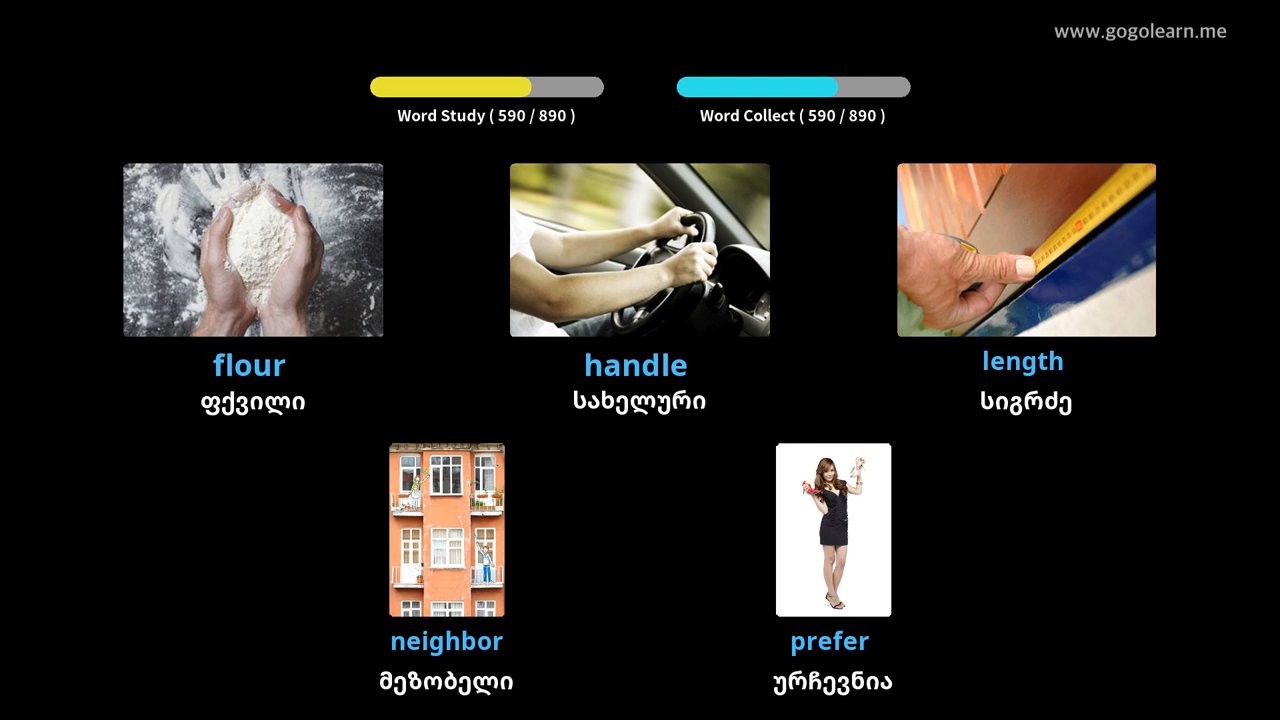 www.gogolearn.me
Word Study ( 590 / 890 )
Word Collect ( 590 / 890 )
flour
handle
length
ფქვილი
სახელური
სიგრძე
neighbor
prefer
მეზობელი
ურჩევნია